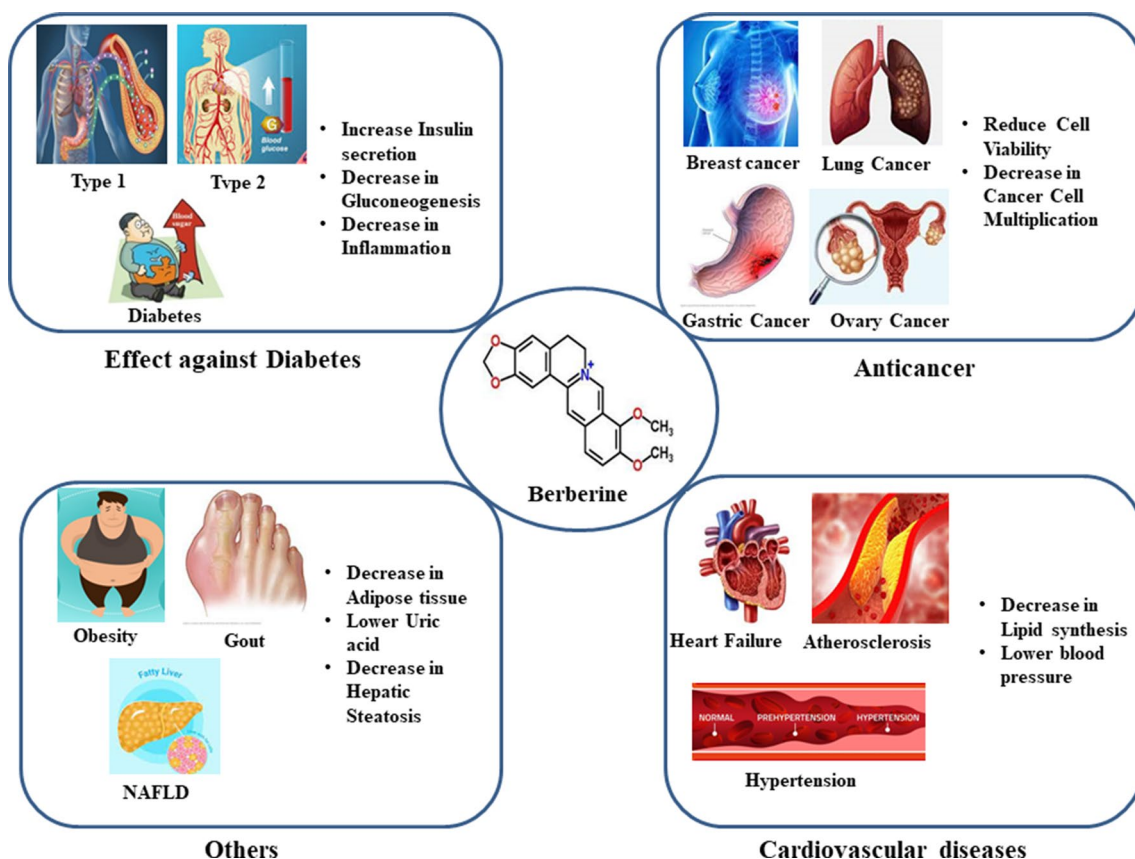 Type 1
Tvpe 2
Blood
glucose
G
Blood
sugar
Diabetes
• Increase Insulin
secretion
• Decrease in
Gluconeogenesis
• Decrease in
Inflammation
Effect against Diabetes
Breast cancer
Lung Cancer
Gastric Cancer
Ovary Cancer
• Reduce Cell
Viability
• Decrease in
Cancer Cell
Multiplication
Anticancer
O
O
N+
O
CH3
O
CH3
Berberine
Obesity
Gout
Fatty Liver
NAFLD
• Decrease in
Adipose tissue
• Lower Uric
acid
• Decrease in
Hepatic
Steatosis
Others
Heart Failure
Atherosclerosis
NORMAL
PREHYPERTENSION
HYPERTENSION
Hypertension
• Decrease in
Lipid synthesis
• Lower blood
pressure
Cardiovascular diseases